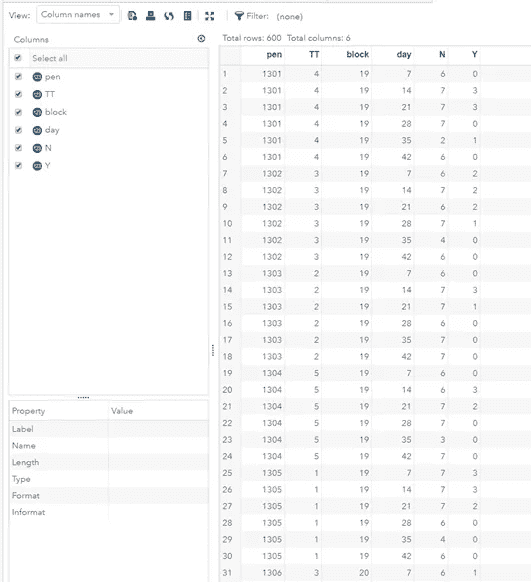 View: Column names Filter: (none)
Columns
Select all
pen
TT
block
day
N
Y
Property Value
Label
Name
Length
Type
Format
Informat
Total rows: 600 Total columns: 6
pen TT block day N Y
1 1301 4 19 7 6 0
2 1301 4 19 14 7 3
3 1301 4 19 21 7 3
4 1301 4 19 28 7 0
5 1301 4 19 35 2 1
6 1301 4 19 42 6 0
7 1302 3 19 7 6 2
8 1302 3 19 14 7 2
9 1302 3 19 21 6 2
10 1302 3 19 28 7 1
11 1302 3 19 35 4 0
12 1302 3 19 42 6 0
13 1303 2 19 7 6 0
14 1303 2 19 14 7 3
15 1303 2 19 21 7 1
16 1303 2 19 28 6 0
17 1303 2 19 35 7 0
18 1303 2 19 42 7 0
19 1304 5 19 7 6 0
20 1304 5 19 14 6 3
21 1304 5 19 21 7 2
22 1304 5 19 28 7 0
23 1304 5 19 35 3 0
24 1304 5 19 42 7 0
25 1305 1 19 7 7 3
26 1305 1 19 14 7 3
27 1305 1 19 21 7 2
28 1305 1 19 28 6 0
29 1305 1 19 35 4 0
30 1305 1 19 42 6 0
31 1306 3 20 7 6 1